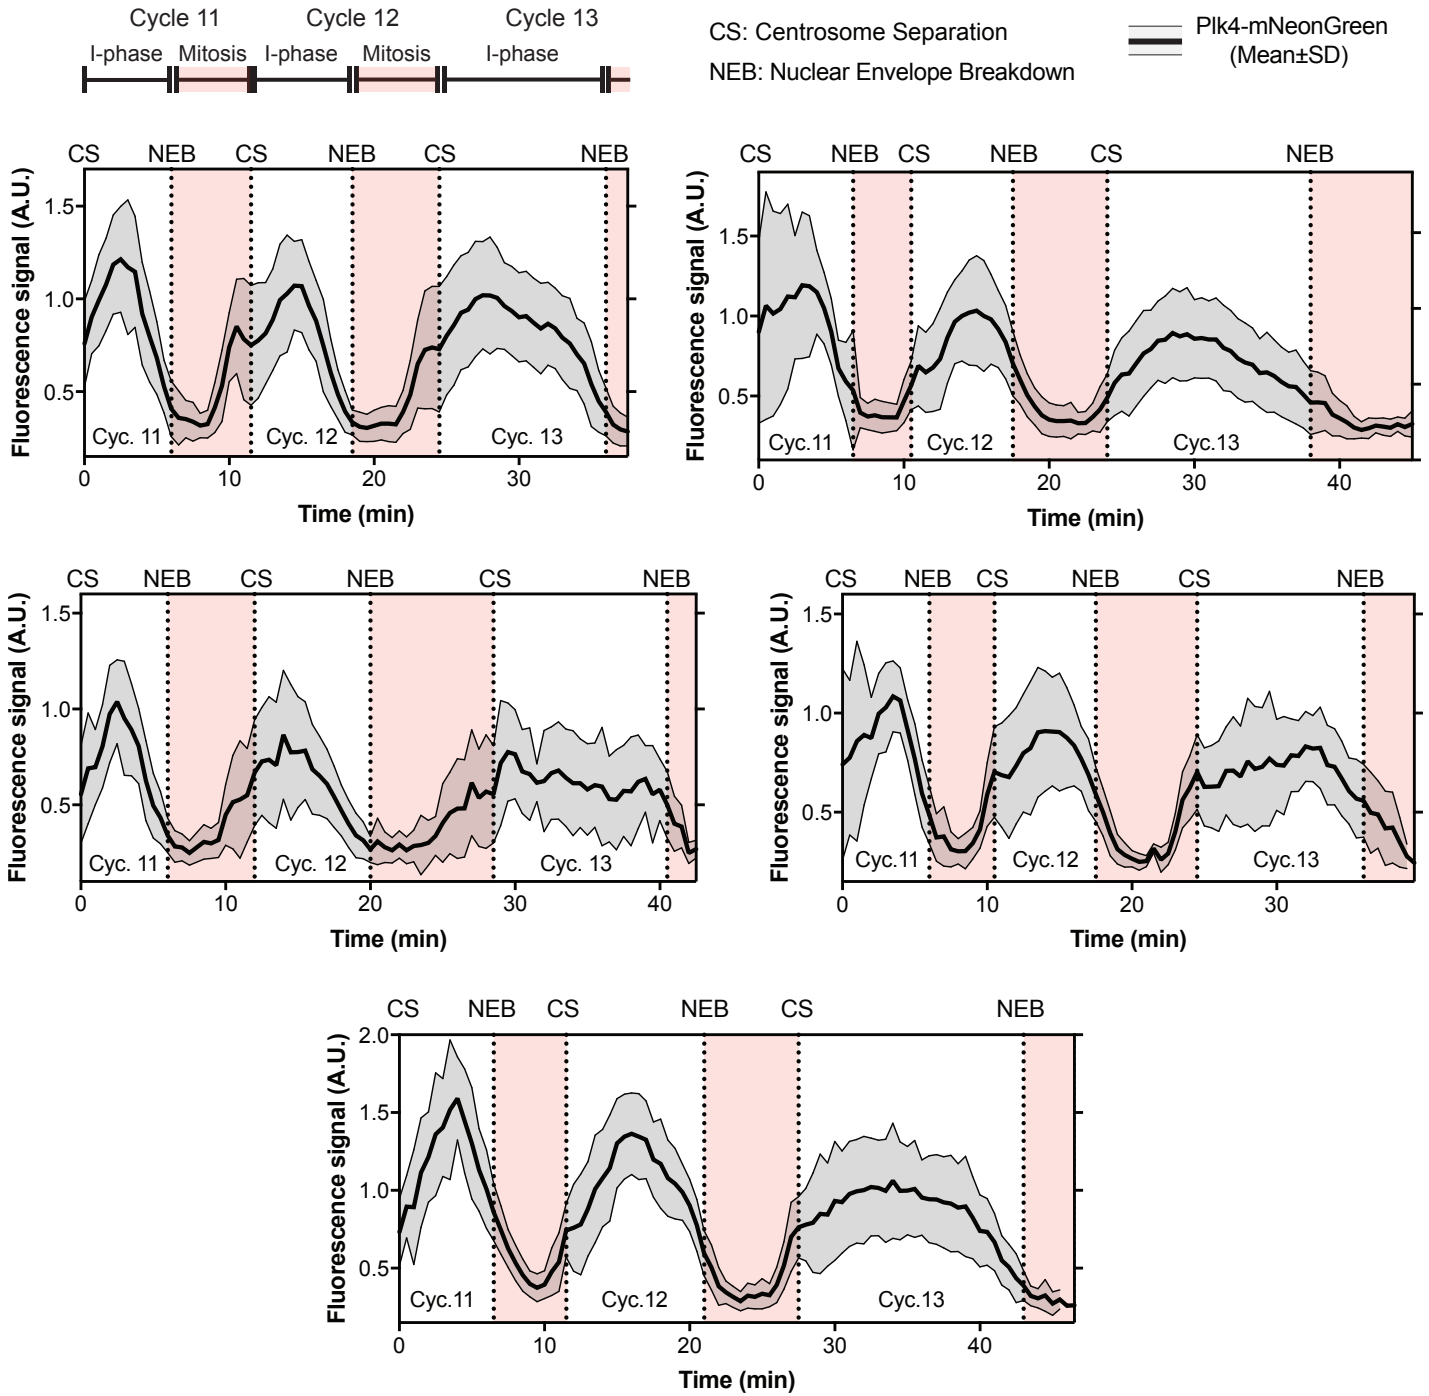 Cycle 11 Cycle 12 Cycle 13
I-phase Mitosis I-phase Mitosis I-phase
CS: Centrosome Separation
NEB: Nuclear Envelope Breakdown
Plk4-mNeonGreen
(Mean±SD)
CS NEB CS NEB CS NEB
Fluorescence signal (A.U.)
1.5
1.0
0.5
Cyc. 11 Cyc. 12 Cyc. 13
0 10 20 30
Time (min)
CS NEB CS NEB CS NEB
Fluorescence signal (A.U.)
1.5
1.0
0.5
Cyc.11 Cyc.12 Cyc.13
0 10 20 30 40
Time (min)
CS NEB CS NEB CS NEB
Fluorescence signal (A.U.)
1.5
1.0
0.5
Cyc. 11 Cyc. 12 Cyc. 13
0 10 20 30 40
Time (min)
CS NEB CS NEB CS NEB
Fluorescence signal (A.U.)
1.5
1.0
0.5
Cyc.11 Cyc.12 Cyc.13
0 10 20 30
Time (min)
CS NEB CS NEB CS NEB
Fluorescence signal (A.U.)
2.0
1.5
1.0
0.5
Cyc.11 Cyc.12 Cyc.13
0 10 20 30 40
Time (min)